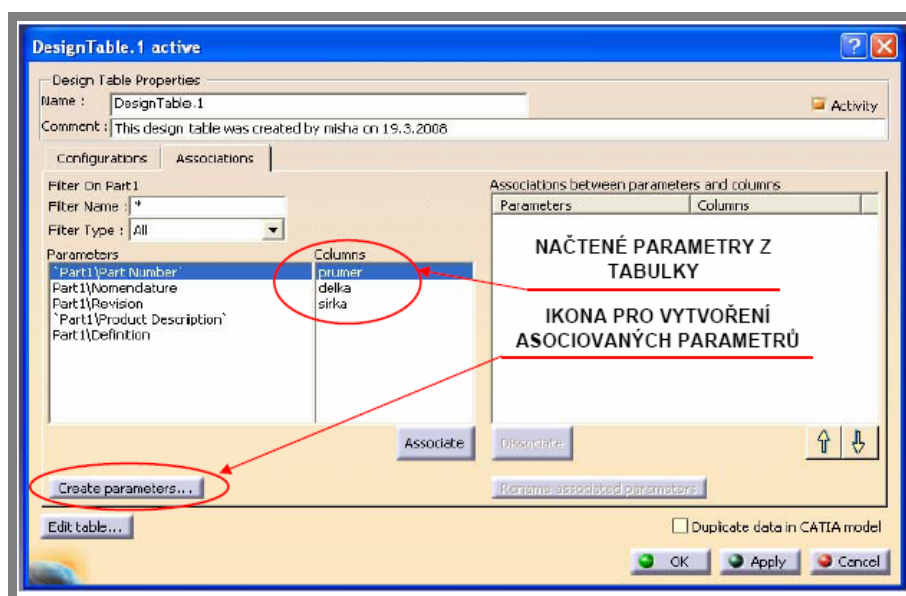 DesignTable.1 active
Design Table Properties
Name : DesignTable.1
Activity
Comment : This design table was created by misha on 19.3.2008
Configurations Associations
Filter On Part1
Filter Name : *
Filter Type : All
Parameters
`Part1\Part Number`
Part1\Nomenclature
Part1\Revision
`Part1\Product Description`
Part1\Definition
Columns
prumer
delka
sirka
Associations between parameters and columns
Parameters Columns
NAČTENÉ PARAMETRY Z
TABULKY
IKONA PRO VYTVOŘENÍ
ASOCIOVANÝCH PARAMETRŮ
Associate
Dissociate
Create parameters...
Rename associated parameters
Edit table...
Duplicate data in CATIA model
OK Apply Cancel